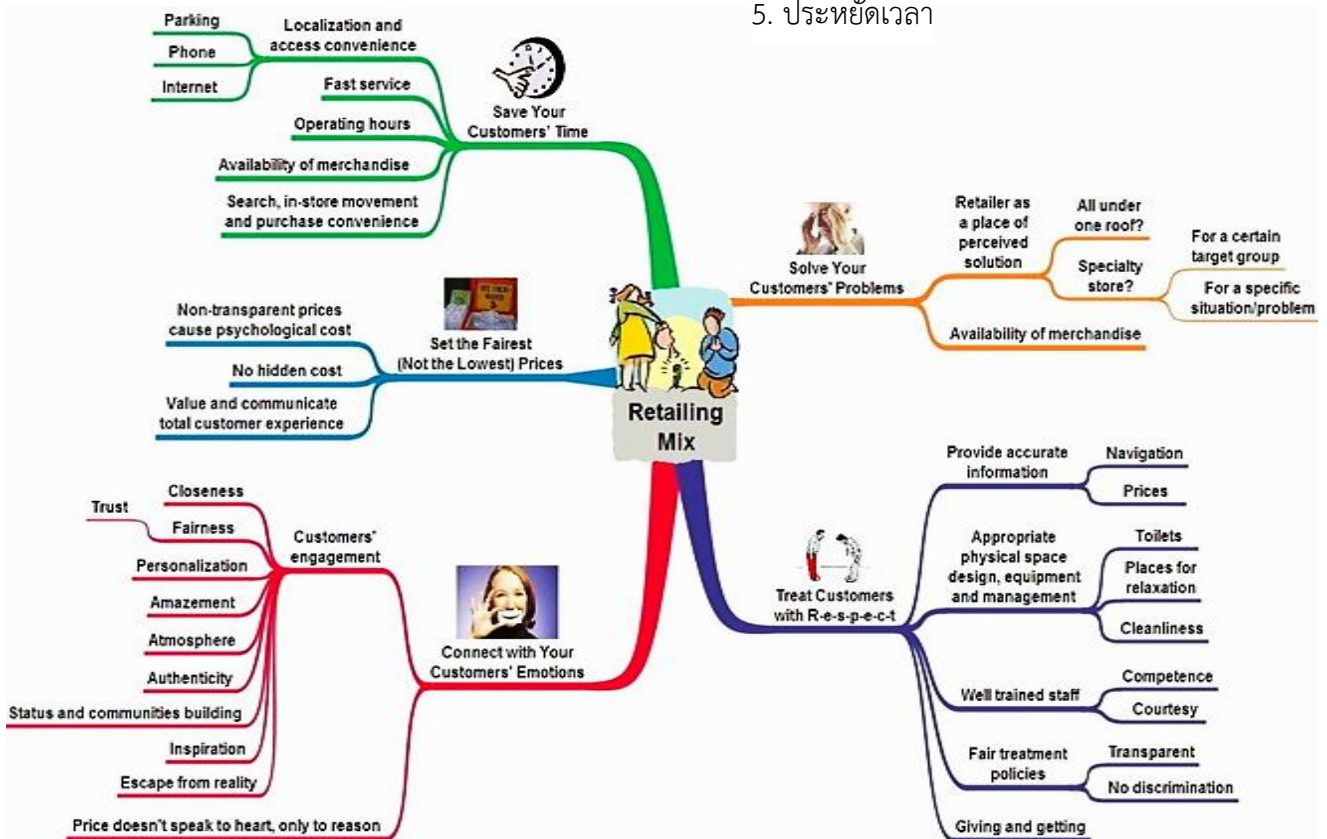 5. ประหยัดเวลา
Parking
Phone
Internet
Localization and
access convenience
Fast service
Operating hours
Availability of merchandise
Search, in-store movement
and purchase convenience
Save Your
Customers' Time
Solve Your
Customers' Problems
Retailer as
a place of
perceived
solution
All under
one roof?
Specialty
store?
For a certain
target group
For a specific
situation/problem
Availability of merchandise
Non-transparent prices
cause psychological cost
No hidden cost
Value and communicate
total customer experience
Set the Fairest
(Not the Lowest) Prices
Retailing
Mix
Closeness
Trust
Fairness
Personalization
Amazement
Atmosphere
Authenticity
Status and communities building
Inspiration
Escape from reality
Price doesn't speak to heart, only to reason
Customers'
engagement
Connect with Your
Customers' Emotions
Treat Customers
with R-e-s-p-e-c-t
Provide accurate
information
Navigation
Prices
Appropriate
physical space
design, equipment
and management
Toilets
Places for
relaxation
Cleanliness
Well trained staff
Competence
Courtesy
Fair treatment
policies
Transparent
No discrimination
Giving and getting